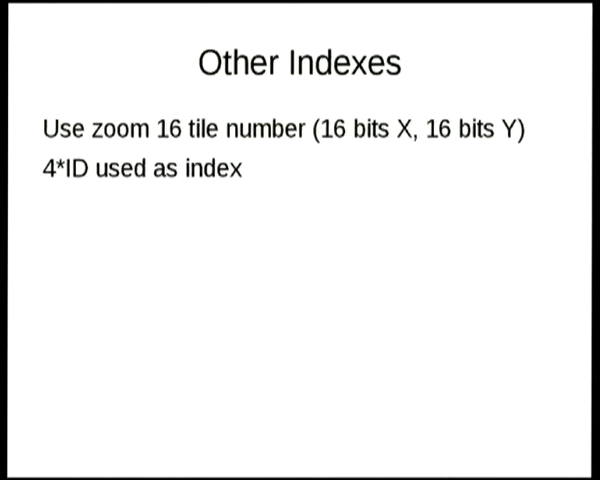 Other Indexes
Use zoom 16 tile number (16 bits X, 16 bits Y)
4*ID used as index